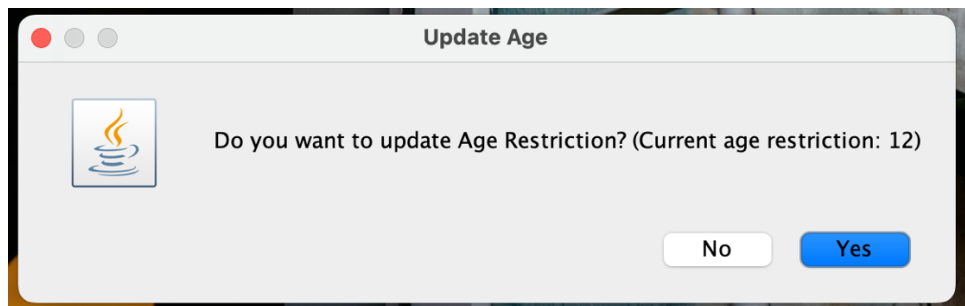 Update Age
Do you want to update Age Restriction? (Current age restriction: 12)
No
Yes